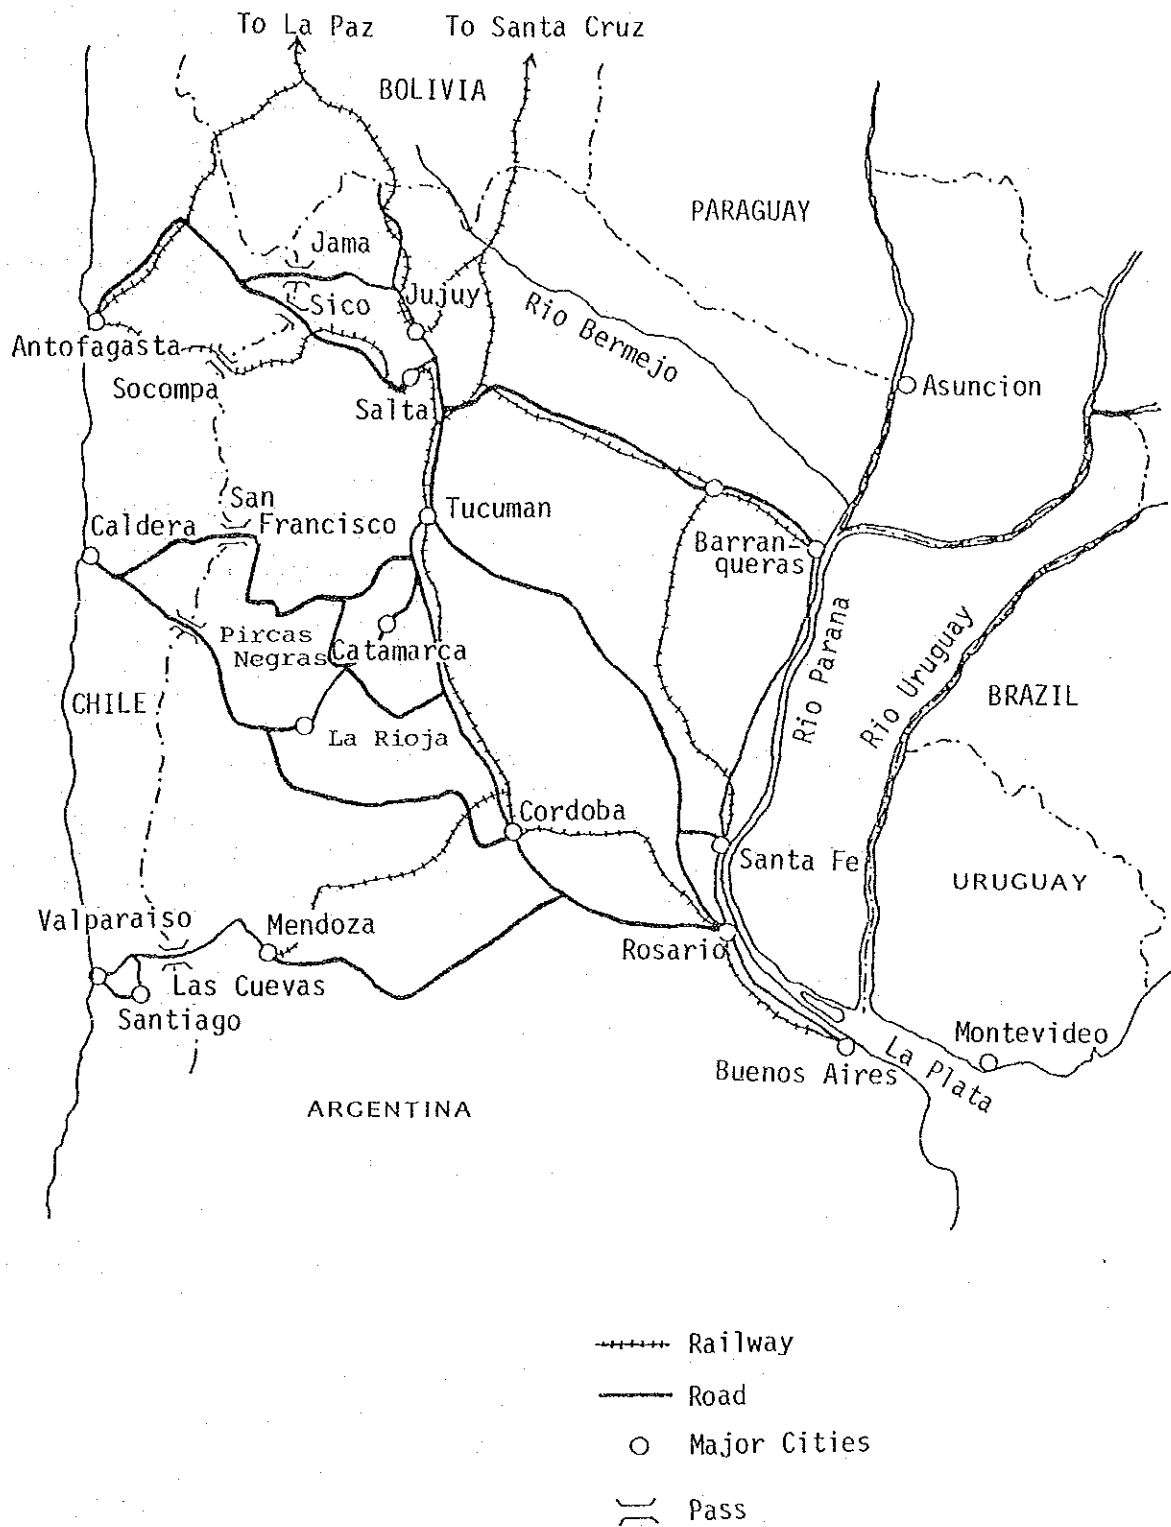 To La Paz
To Santa Cruz
BOLIVIA
PARAGUAY
Jama
Sico
Jujuy
Rio Bermejo
Antofagasta
Socompa
Salta
Asuncion
San
Francisco
Caldera
Tucuman
Barran-
queras
Pircas
Negras
Catamarca
Rio Parana
Rio Uruguay
CHILE
BRAZIL
La Rioja
Cordoba
Santa Fe
URUGUAY
Valparaiso
Mendoza
Rosario
Las Cuevas
Santiago
Montevideo
Buenos Aires
La Plata
ARGENTINA
Railway
Road
Major Cities
Pass